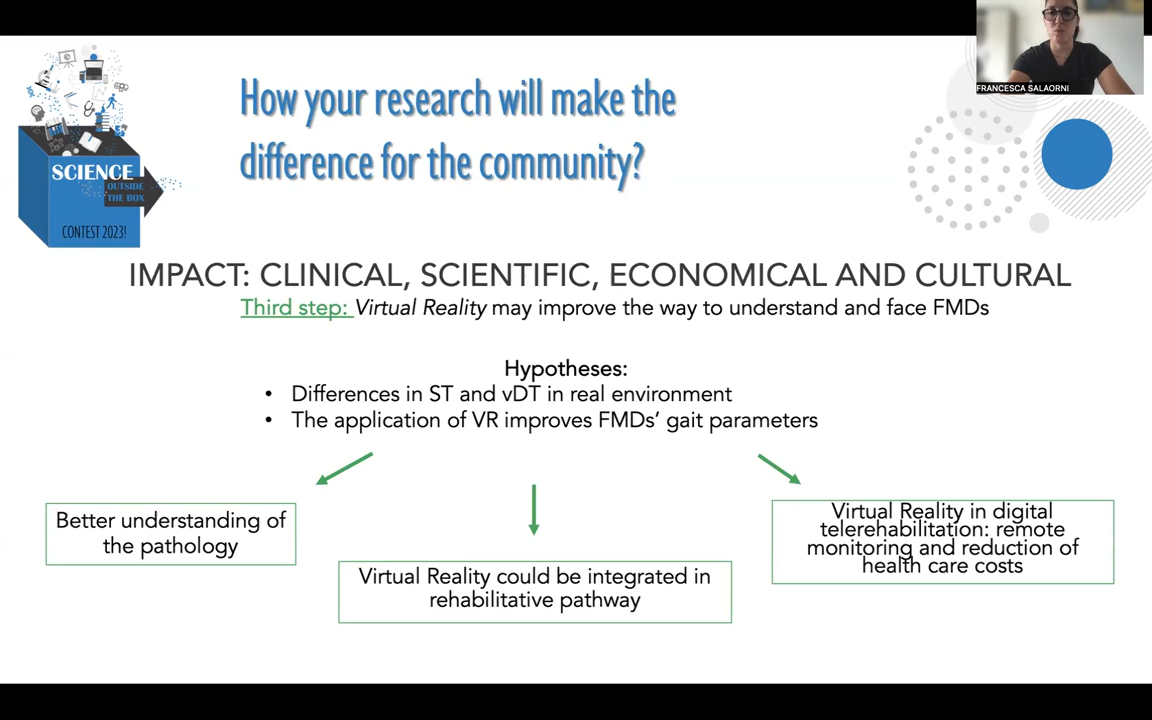 FRANCESCA SALAORNI
How your research will make the
difference for the community?
SCIENCE
OUTSIDE
THE BOX
CONTEST 2023!
IMPACT: CLINICAL, SCIENTIFIC, ECONOMICAL AND CULTURAL
Third step: Virtual Reality may improve the way to understand and face FMDs
Hypotheses:
• Differences in ST and vDT in real environment
• The application of VR improves FMDs’ gait parameters
Better understanding of
the pathology
Virtual Reality could be integrated in
rehabilitative pathway
Virtual Reality in digital
telerehabilitation: remote
monitoring and reduction of
health care costs